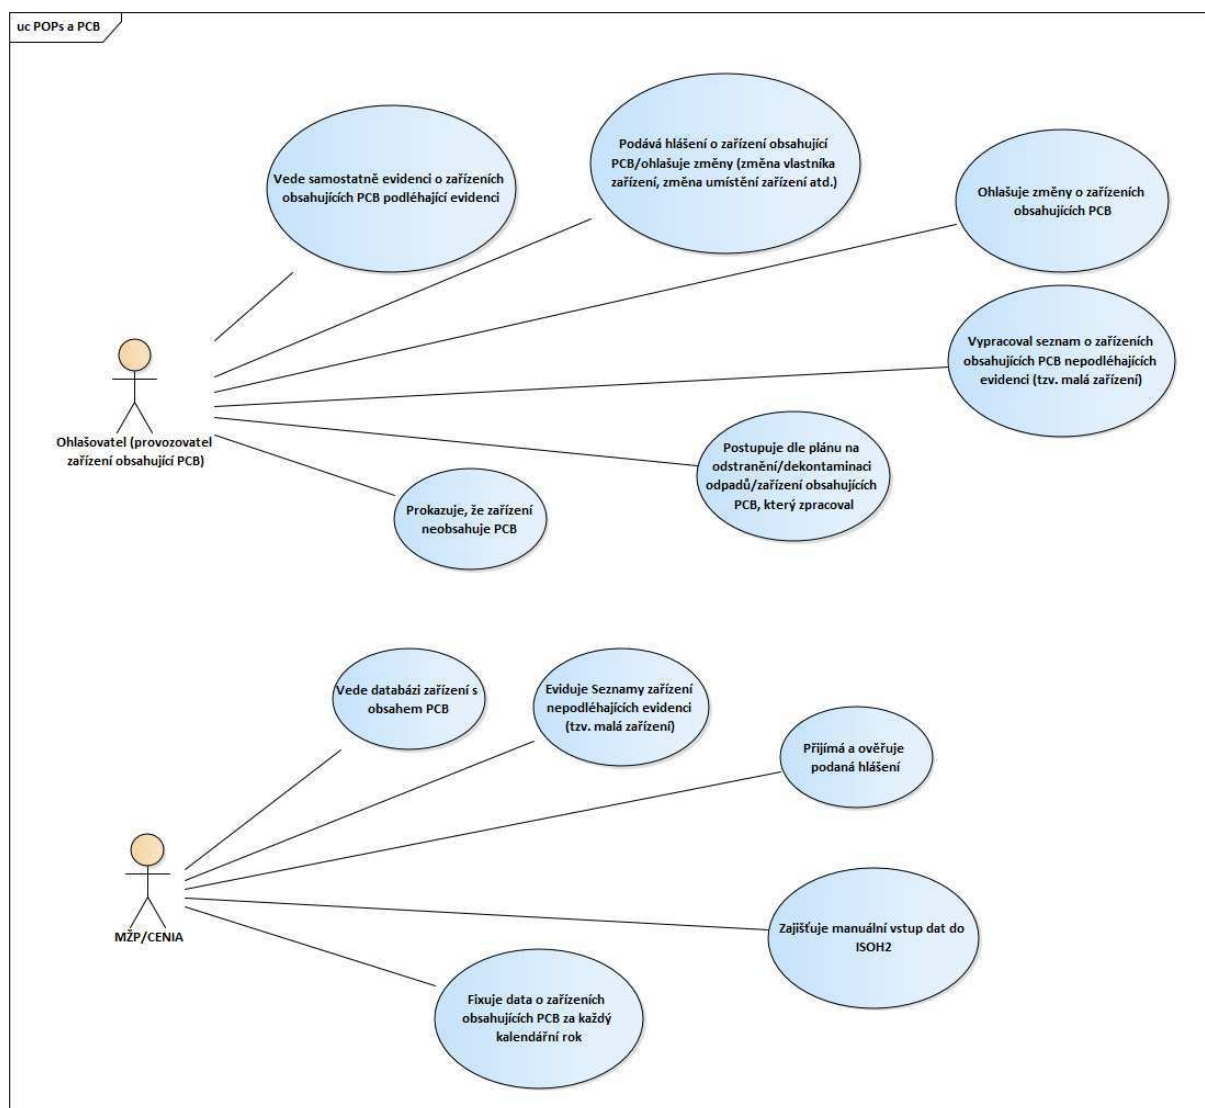 uc POPs a PCB
Vede samostatně evidenci o zařízeních
obsahujících PCB podléhající evidenci
Podává hlášení o zařízení obsahující
PCB/ohlašuje změny (změna vlastníka
zařízení, změna umístění zařízení atd.)
Ohlašuje změny o zařízeních
obsahujících PCB
Vypracoval seznam o zařízeních
obsahujících PCB nepodléhajících
evidenci (tzv. malá zařízení)
Ohlašovatel (provozovatel
zařízení obsahující PCB)
Postupuje dle plánu na
odstranění/dekontaminaci
odpadů/zařízení obsahujících
PCB, který zpracoval
Prokazuje, že zařízení
neobsahuje PCB
Vede databázi zařízení s
obsahem PCB
Eviduje Seznamy zařízení
nepodléhajících evidenci
(tzv. malá zařízení)
Přijímá a ověřuje
podaná hlášení
MŽP/CENIA
Zajišťuje manuální vstup dat do
ISOH2
Fixuje data o zařízeních
obsahujících PCB za každý
kalendářní rok